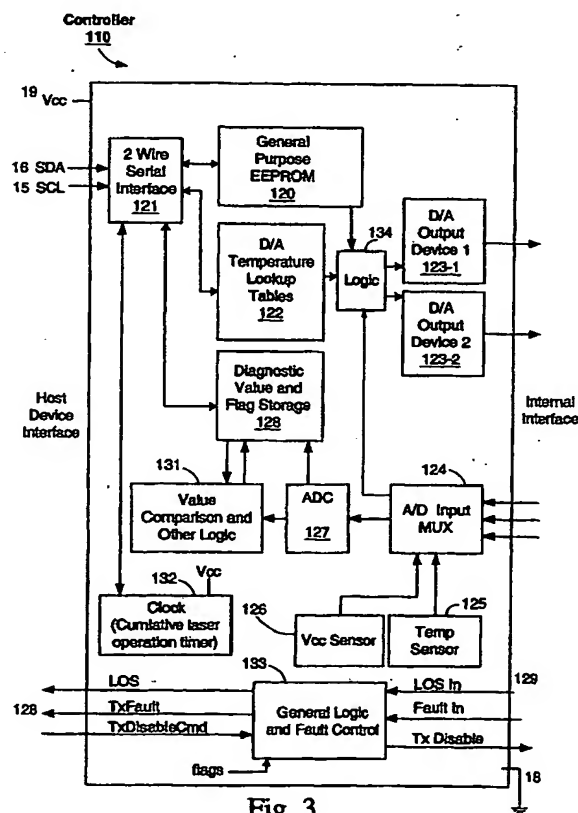 Controller
110
19 Vcc
16 SDA
15 SCL
2 Wire
Serial
Interface
121
General
Purpose
EEPROM
120
D/A
Temperature
Lookup
Tables
122
134
Logic
D/A
Output
Device 1
123-1
D/A
Output
Device 2
123-2
Host
Device
Interface
Internal
Interface
Diagnostic
Value and
Flag Storage
128
131
Value
Comparison and
Other Logic
ADC
127
124
A/D Input
MUX
132
Vcc
Clock
(Cumlative laser
operation timer)
126
Vcc Sensor
125
Temp
Sensor
133
General Logic
and Fault Control
LOS
TxFault
128
TxDisableCmd
flags
LOS In
129
Fault In
Tx Disable
18
Fig. 3